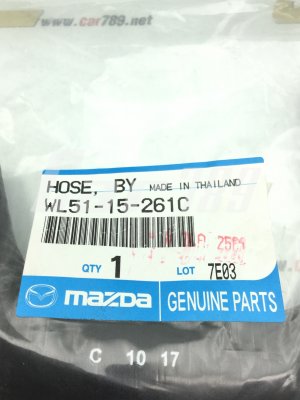 www.car789.net
HOSE, BY MADE IN THAILAND
WL51-15-261C
QTY 1 LOT 7E03
mazda GENUINE PARTS
C 10 17